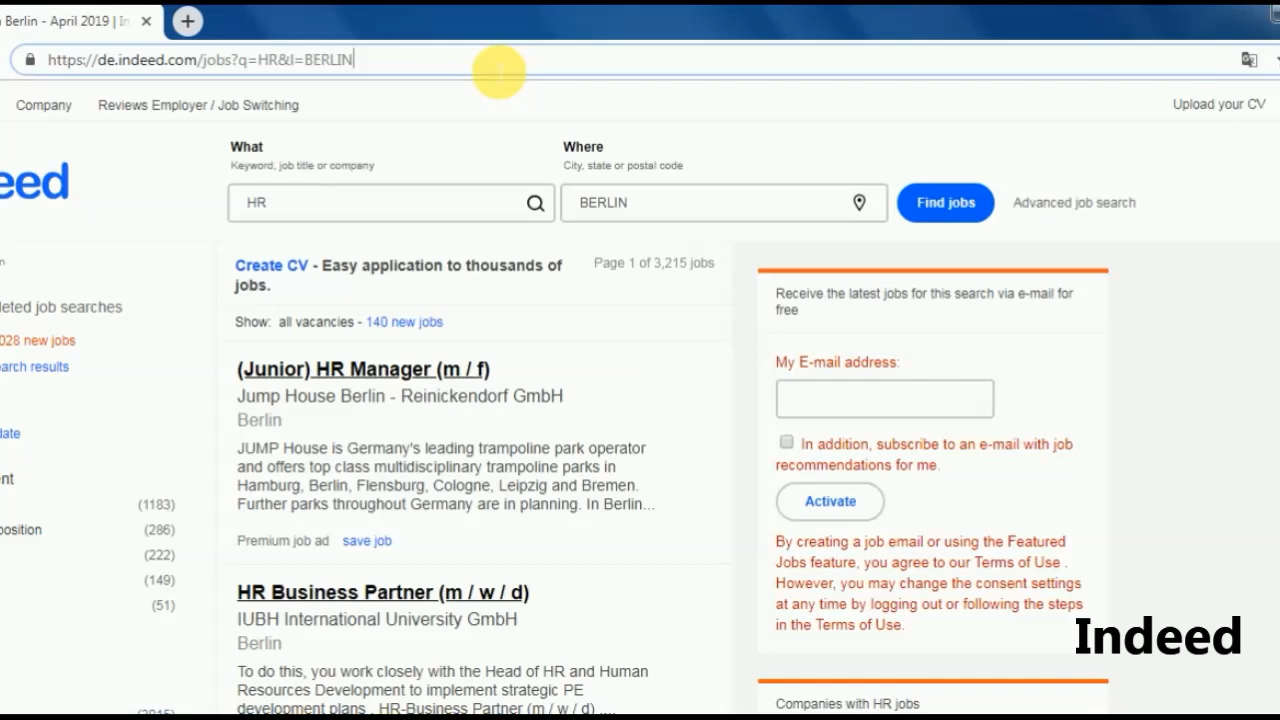 Berlin - April 2019 | In
https://de.indeed.com/jobs?q=HR&l=BERLIN
Company Reviews Employer / Job Switching Upload your CV
What
Keyword, job title or company
Where
City, state or postal code
eed
HR
BERLIN
Find jobs
Advanced job search
Create CV - Easy application to thousands of
jobs.
Page 1 of 3,215 jobs
Show: all vacancies - 140 new jobs
leted job searches
028 new jobs
earch results
date
nt
(1183)
position (286)
(222)
(149)
(51)
(Junior) HR Manager (m / f)
Jump House Berlin - Reinickendorf GmbH
Berlin
JUMP House is Germany's leading trampoline park operator
and offers top class multidisciplinary trampoline parks in
Hamburg, Berlin, Flensburg, Cologne, Leipzig and Bremen.
Further parks throughout Germany are in planning. In Berlin...
Premium job ad save job
HR Business Partner (m / w / d)
IUBH International University GmbH
Berlin
To do this, you work closely with the Head of HR and Human
Resources Development to implement strategic PE
development plans . HR-Business Partner (m / w / d) ....
Receive the latest jobs for this search via e-mail for
free
My E-mail address:
In addition, subscribe to an e-mail with job
recommendations for me.
Activate
By creating a job email or using the Featured
Jobs feature, you agree to our Terms of Use .
However, you may change the consent settings
at any time by logging out or following the steps
in the Terms of Use.
Indeed
Companies with HR jobs